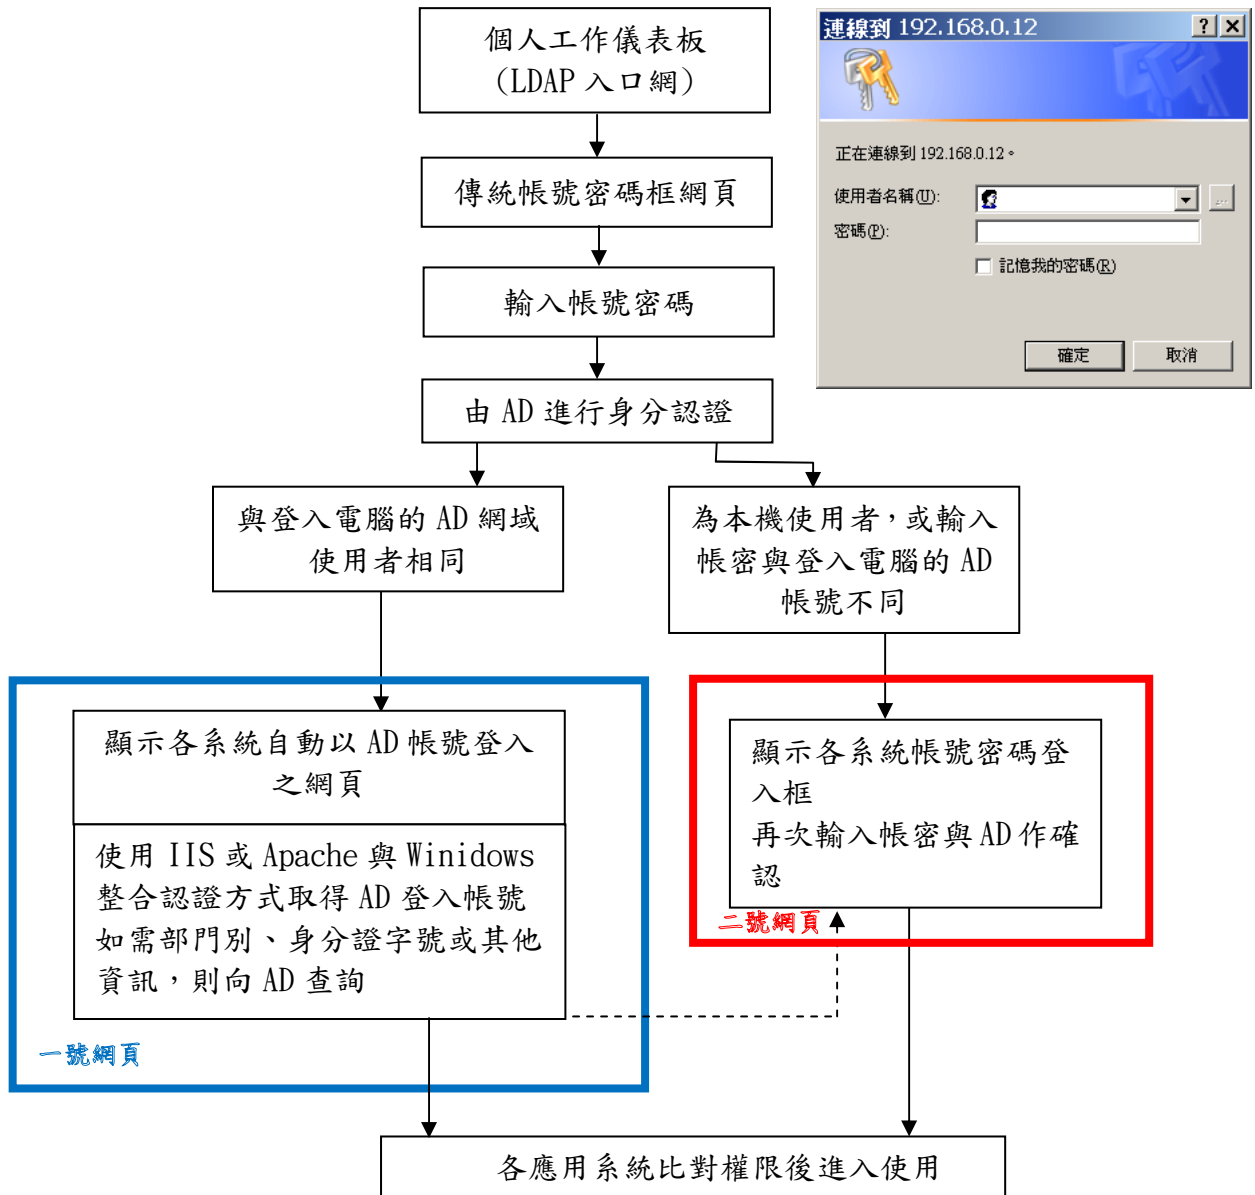 個人工作儀表板
(LDAP 入口網)
傳統帳號密碼框網頁
輸入帳號密碼
由 AD 進行身分認證
連線到 192.168.0.12
正在連線到 192.168.0.12。
使用者名稱(U):
...
密碼(P):
記憶我的密碼(R)
確定
取消
與登入電腦的 AD 網域
使用者相同
為本機使用者，或輸入
帳密與登入電腦的 AD
帳號不同
顯示各系統自動以 AD 帳號登入
之網頁
使用 IIS 或 Apache 與 Winidows
整合認證方式取得 AD 登入帳號
如需部門別、身分證字號或其他
資訊，則向 AD 查詢
一號網頁
顯示各系統帳號密碼登
入框
再次輸入帳密與 AD 作確
認
二號網頁
各應用系統比對權限後進入使用